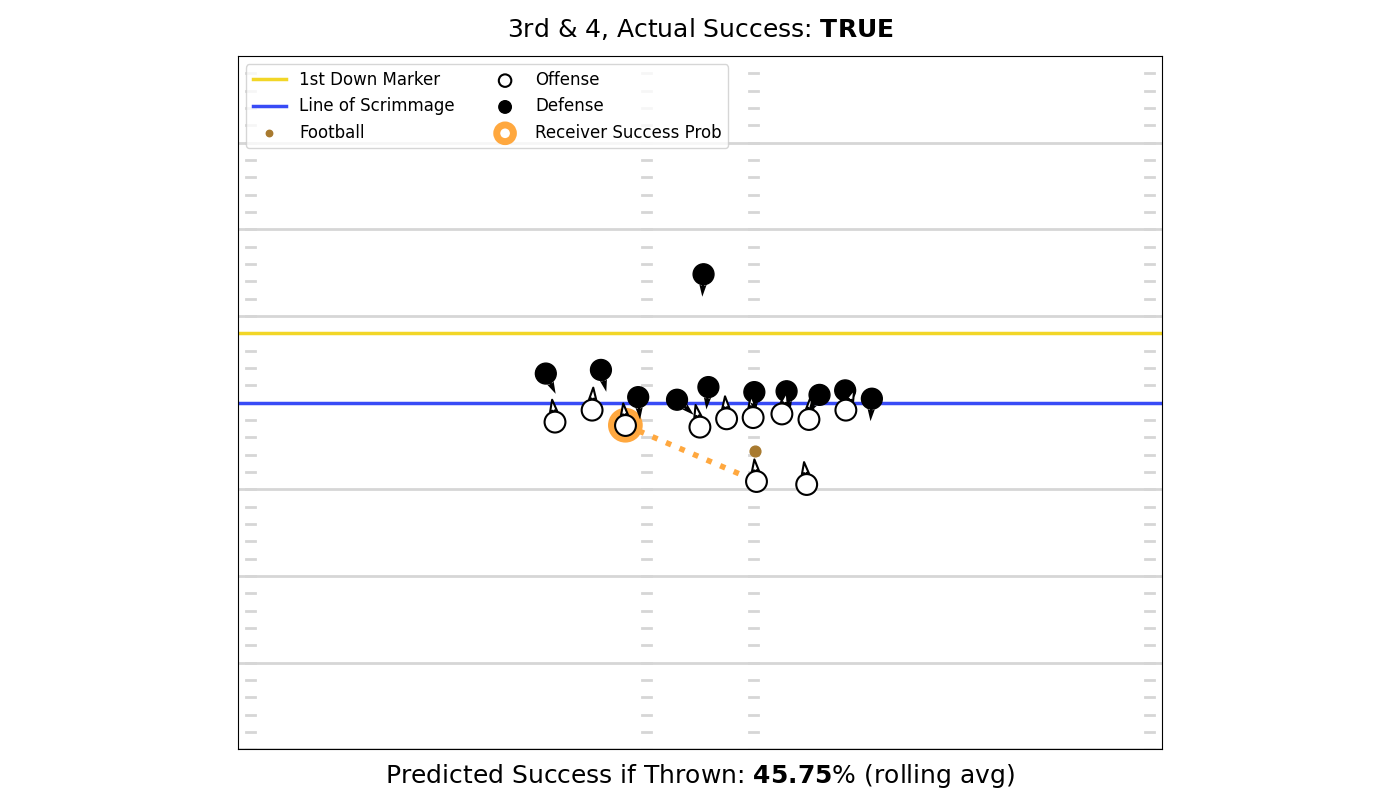 3rd & 4, Actual Success: TRUE
1st Down Marker
Line of Scrimmage
Football
Offense
Defense
Receiver Success Prob
Predicted Success if Thrown: 45.75% (rolling avg)